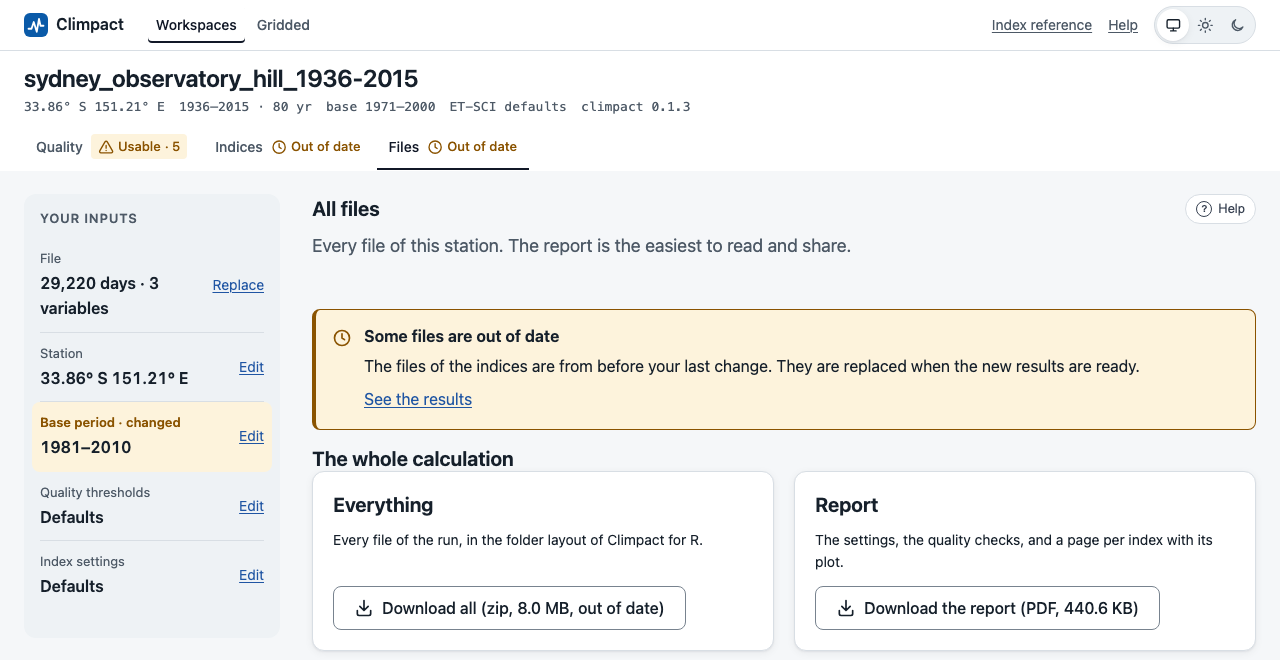 Climpact
Workspaces
Gridded
Index reference
Help
sydney_observatory_hill_1936-2015
33.86° S 151.21° E 1936–2015 · 80 yr base 1971–2000 ET-SCI defaults climpact 0.1.3
Quality
Usable · 5
Indices
Out of date
Files
Out of date
YOUR INPUTS
File
29,220 days · 3
variables
Replace
Station
33.86° S 151.21° E
Edit
Base period · changed
1981–2010
Edit
Quality thresholds
Defaults
Edit
Index settings
Defaults
Edit
All files
Help
Every file of this station. The report is the easiest to read and share.
Some files are out of date
The files of the indices are from before your last change. They are replaced when the new results are ready.
See the results
The whole calculation
Everything
Every file of the run, in the folder layout of Climpact for R.
Download all (zip, 8.0 MB, out of date)
Report
The settings, the quality checks, and a page per index with its
plot.
Download the report (PDF, 440.6 KB)